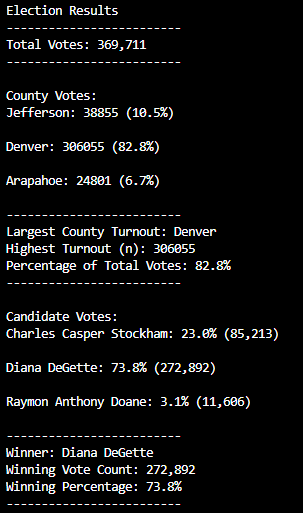 Election Results
-------------------------
Total Votes: 369,711
-------------------------
County Votes:
Jefferson: 38855 (10.5%)
Denver: 306055 (82.8%)
Arapahoe: 24801 (6.7%)
-------------------------
Largest County Turnout: Denver
Highest Turnout (n): 306055
Percentage of Total Votes: 82.8%
-------------------------
Candidate Votes:
Charles Casper Stockham: 23.0% (85,213)
Diana DeGette: 73.8% (272,892)
Raymon Anthony Doane: 3.1% (11,606)
-------------------------
Winner: Diana DeGette
Winning Vote Count: 272,892
Winning Percentage: 73.8%
-------------------------